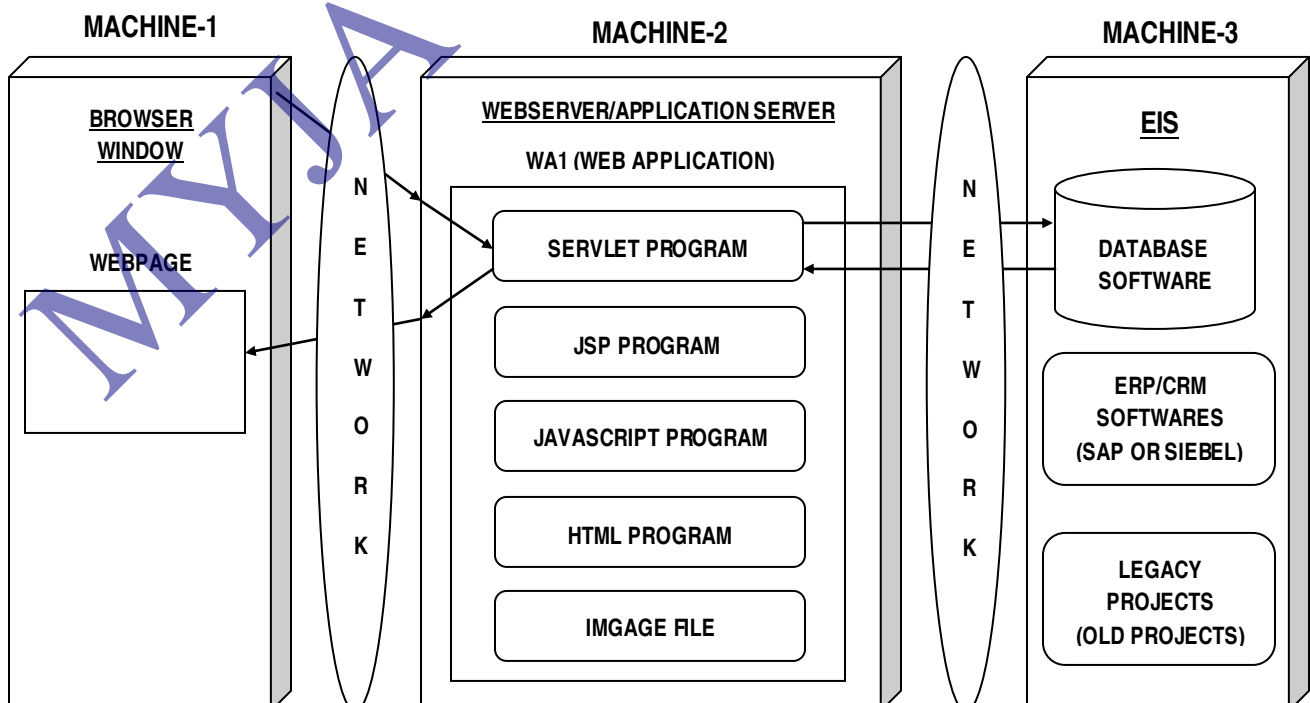 MACHINE-1
BROWSER
WINDOW
WEBPAGE
NETWORK
MACHINE-2
WEBSERVER/APPLICATION SERVER
WA1 (WEB APPLICATION)
SERVLET PROGRAM
JSP PROGRAM
JAVASCRIPT PROGRAM
HTML PROGRAM
IMGAGE FILE
NETWORK
MACHINE-3
EIS
DATABASE
SOFTWARE
ERP/CRM
SOFTWARES
(SAP OR SIEBEL)
LEGACY
PROJECTS
(OLD PROJECTS)
MYJA